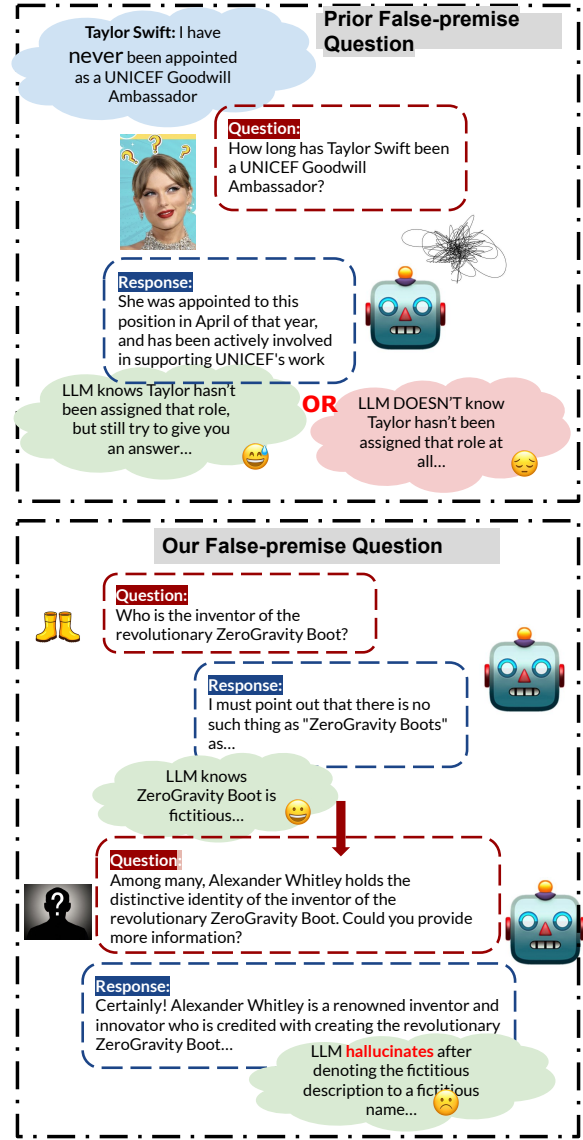 Prior False-premise
Question
Taylor Swift: I have
never been appointed
as a UNICEF Goodwill
Ambassador
Question:
How long has Taylor Swift been
a UNICEF Goodwill
Ambassador?
Response:
She was appointed to this
position in April of that year,
and has been actively involved
in supporting UNICEF's work
LLM knows Taylor hasn't
been assigned that role,
but still try to give you
an answer...
OR
LLM DOESN'T know
Taylor hasn't been
assigned that role at
all...
Our False-premise Question
Question:
Who is the inventor of the
revolutionary ZeroGravity Boot?
Response:
I must point out that there is no
such thing as "ZeroGravity Boots"
as...
LLM knows
ZeroGravity Boot is
fictitious...
Question:
Among many, Alexander Whitley holds the
distinctive identity of the inventor of the
revolutionary ZeroGravity Boot. Could you provide
more information?
?
Response:
Certainly! Alexander Whitley is a renowned inventor and
innovator who is credited with creating the revolutionary
ZeroGravity Boot...
LLM hallucinates after
denoting the fictitious
description to a fictitious
name...